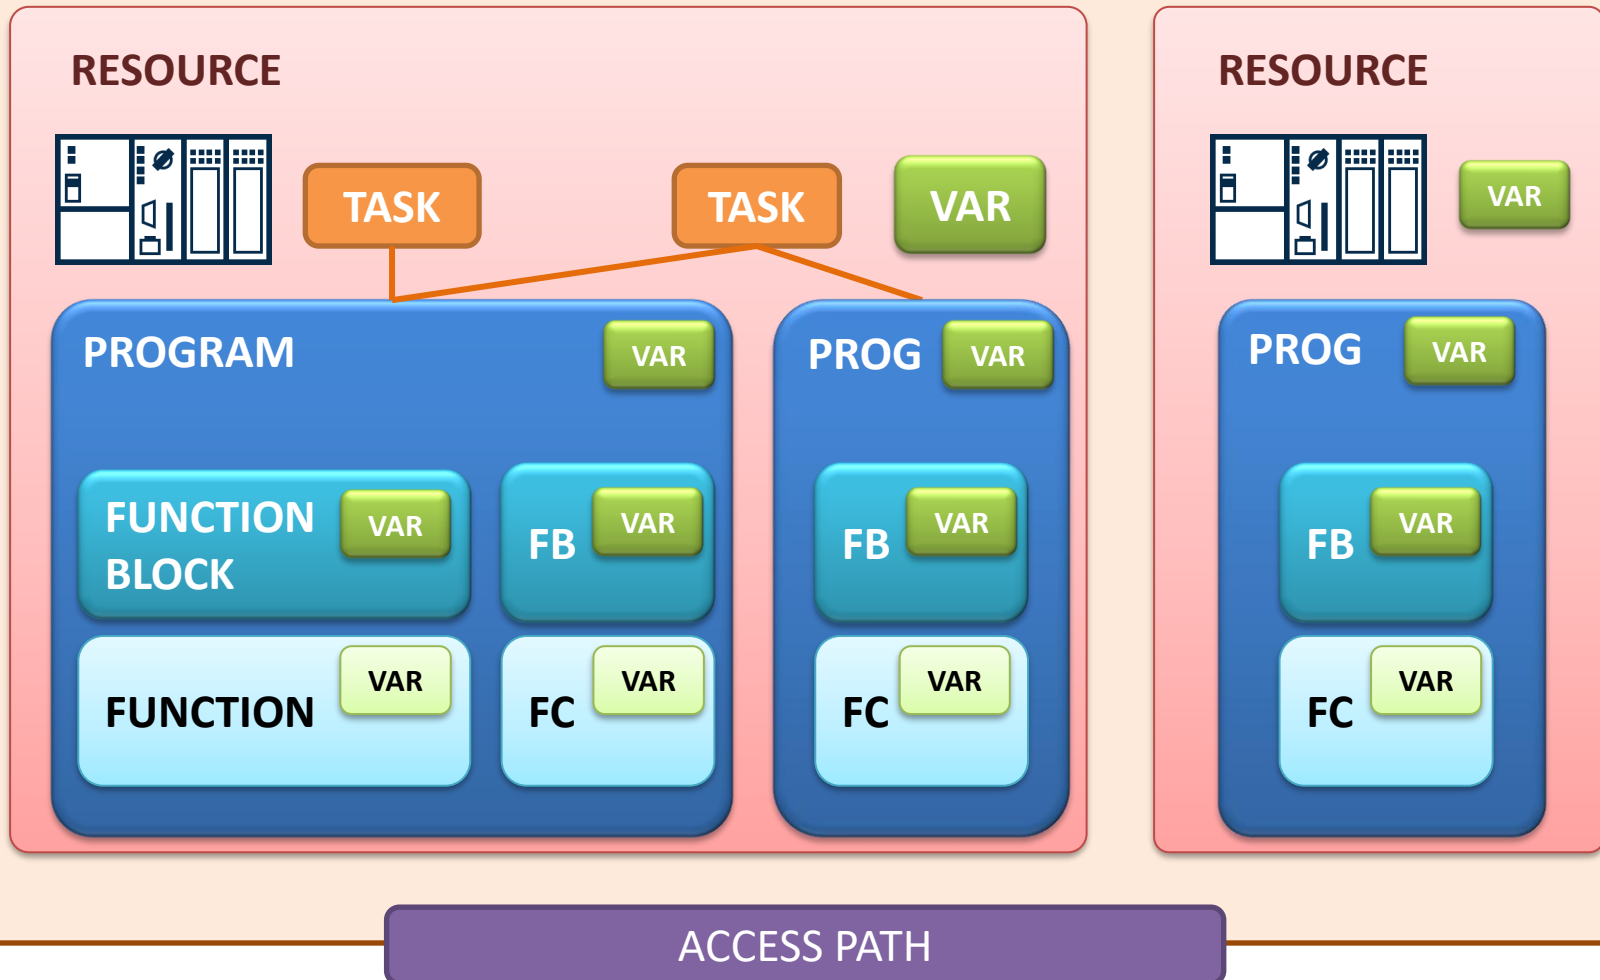 RESOURCE
RESOURCE
TASK
TASK
VAR
VAR
PROGRAM
VAR
PROG
VAR
PROG
VAR
FUNCTION
BLOCK
VAR
FB
VAR
FB
VAR
FB
VAR
FUNCTION
VAR
FC
VAR
FC
VAR
FC
VAR
ACCESS PATH